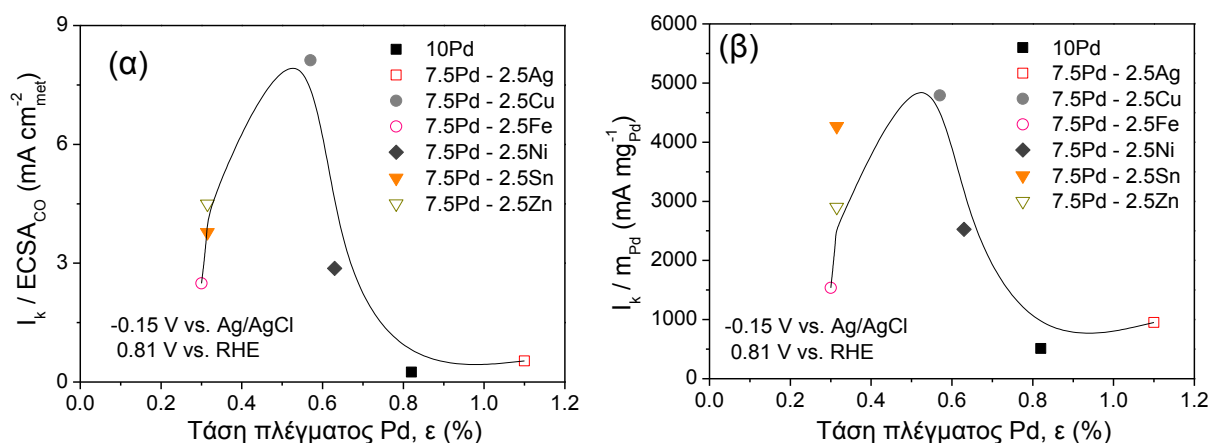 (α)
I_k / ECSA_CO (mA cm^-2_met)
9
6
3
0
10Pd
7.5Pd - 2.5Ag
7.5Pd - 2.5Cu
7.5Pd - 2.5Fe
7.5Pd - 2.5Ni
7.5Pd - 2.5Sn
7.5Pd - 2.5Zn
-0.15 V vs. Ag/AgCl
0.81 V vs. RHE
0.0 0.2 0.4 0.6 0.8 1.0 1.2
Τάση πλέγματος Pd, ε (%)
(β)
I_k / m_Pd (mA mg^-1_Pd)
6000
5000
4000
3000
2000
1000
0
10Pd
7.5Pd - 2.5Ag
7.5Pd - 2.5Cu
7.5Pd - 2.5Fe
7.5Pd - 2.5Ni
7.5Pd - 2.5Sn
7.5Pd - 2.5Zn
-0.15 V vs. Ag/AgCl
0.81 V vs. RHE
0.0 0.2 0.4 0.6 0.8 1.0 1.2
Τάση πλέγματος Pd, ε (%)